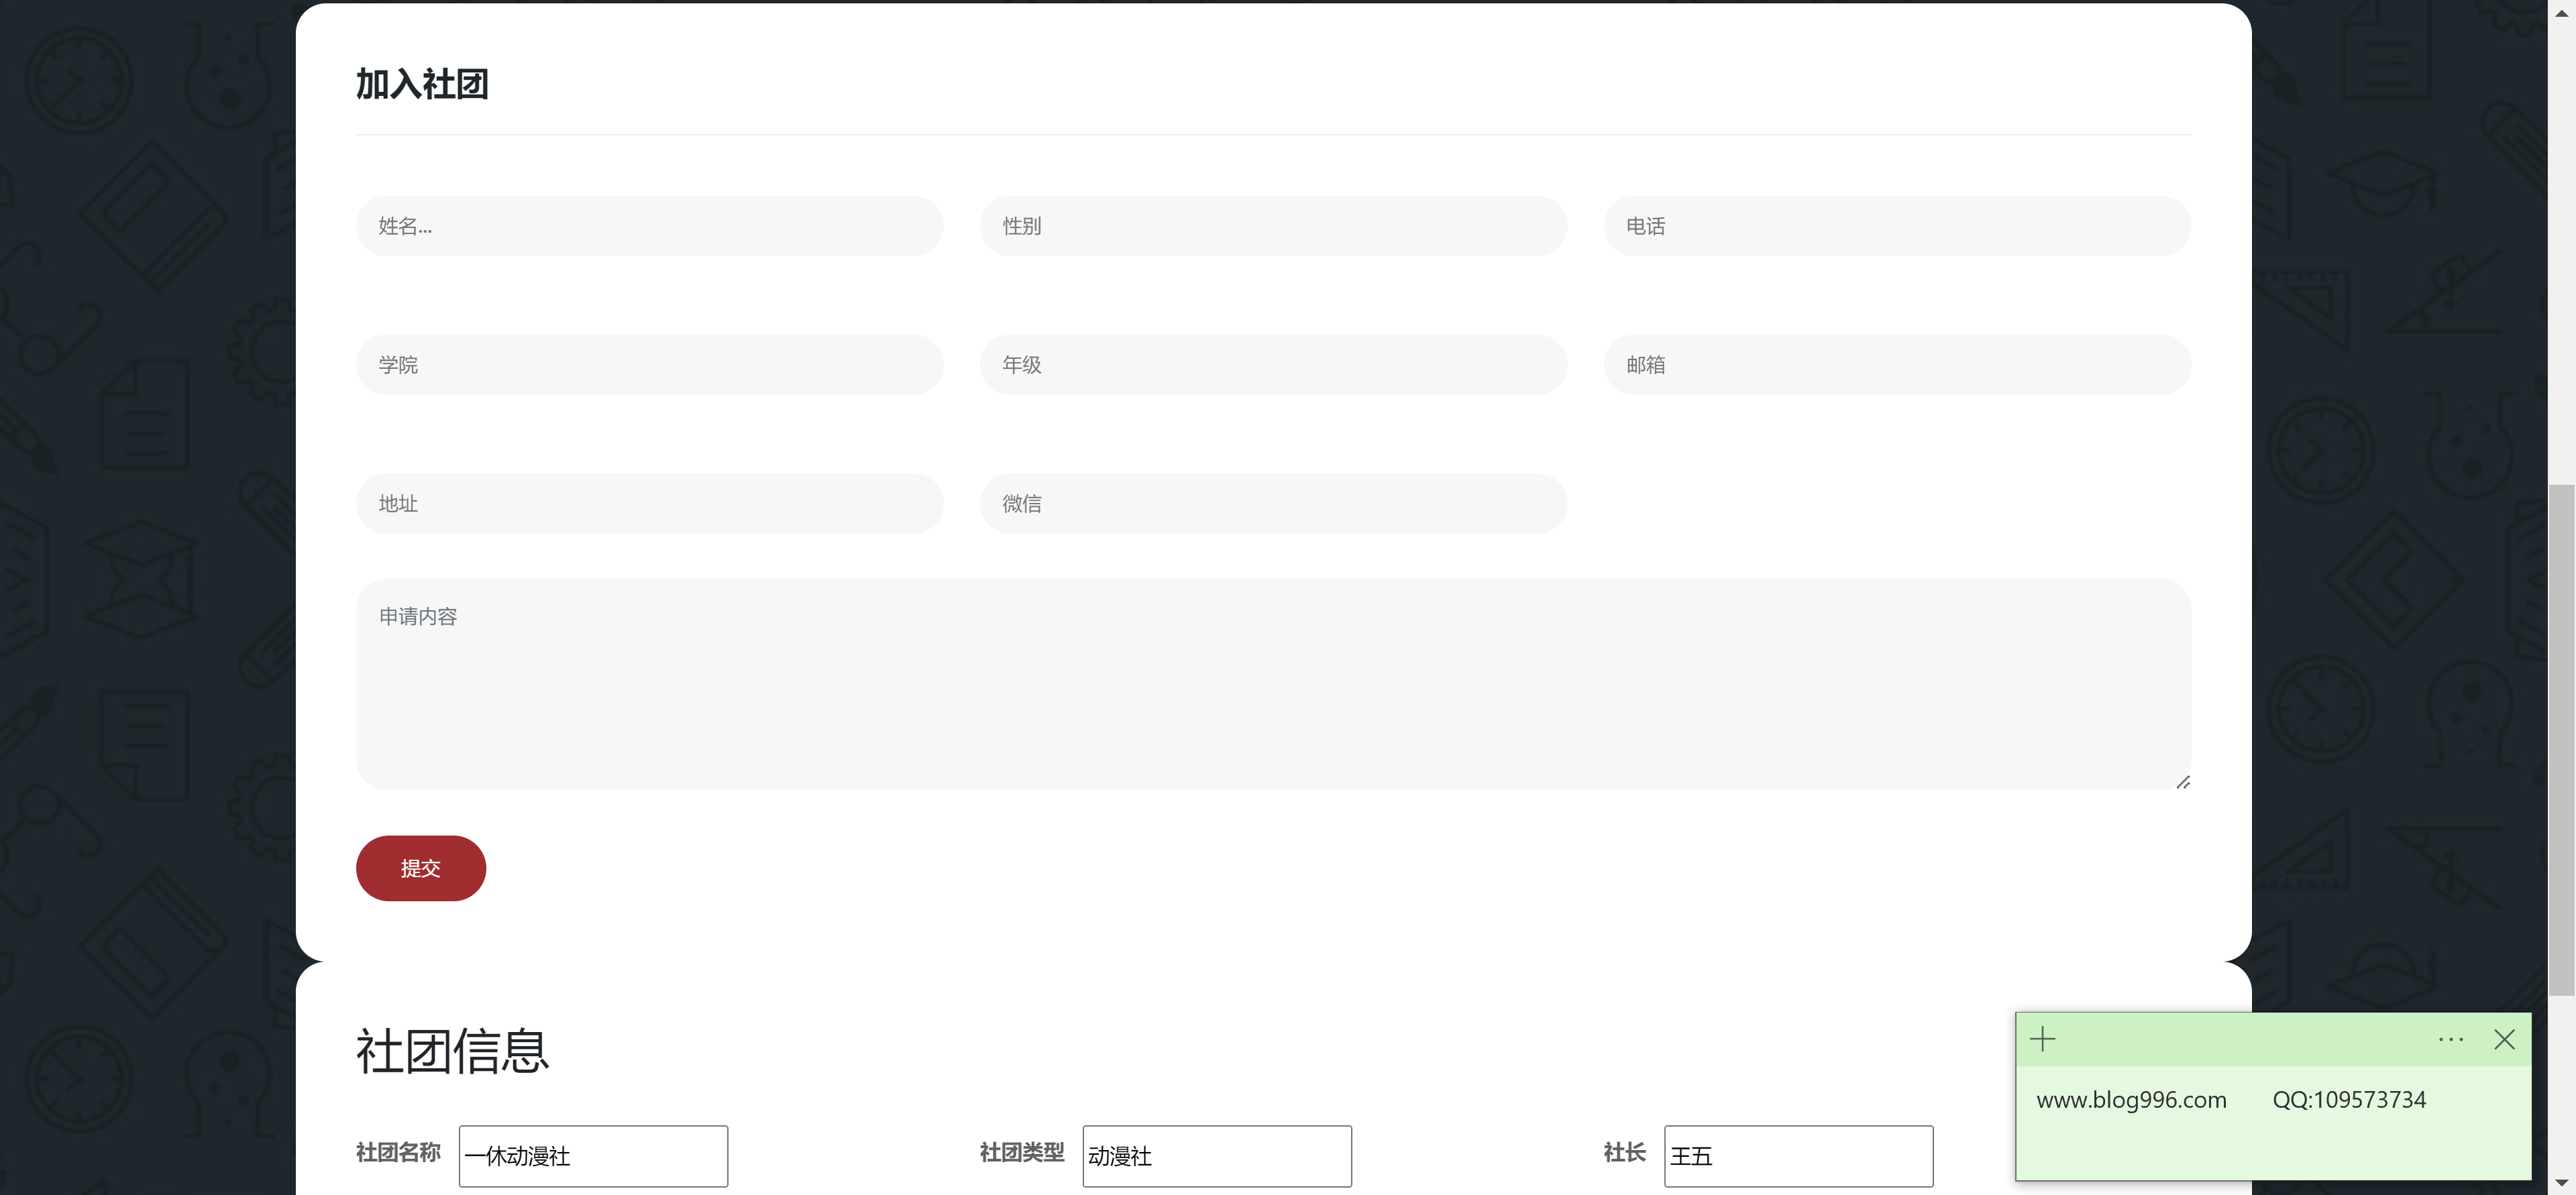 加入社团
姓名...
性别
电话
学院
年级
邮箱
地址
微信
申请内容
提交
社团信息
社团名称 一休动漫社
社团类型 动漫社
社长 王五
www.blog996.com QQ:109573734